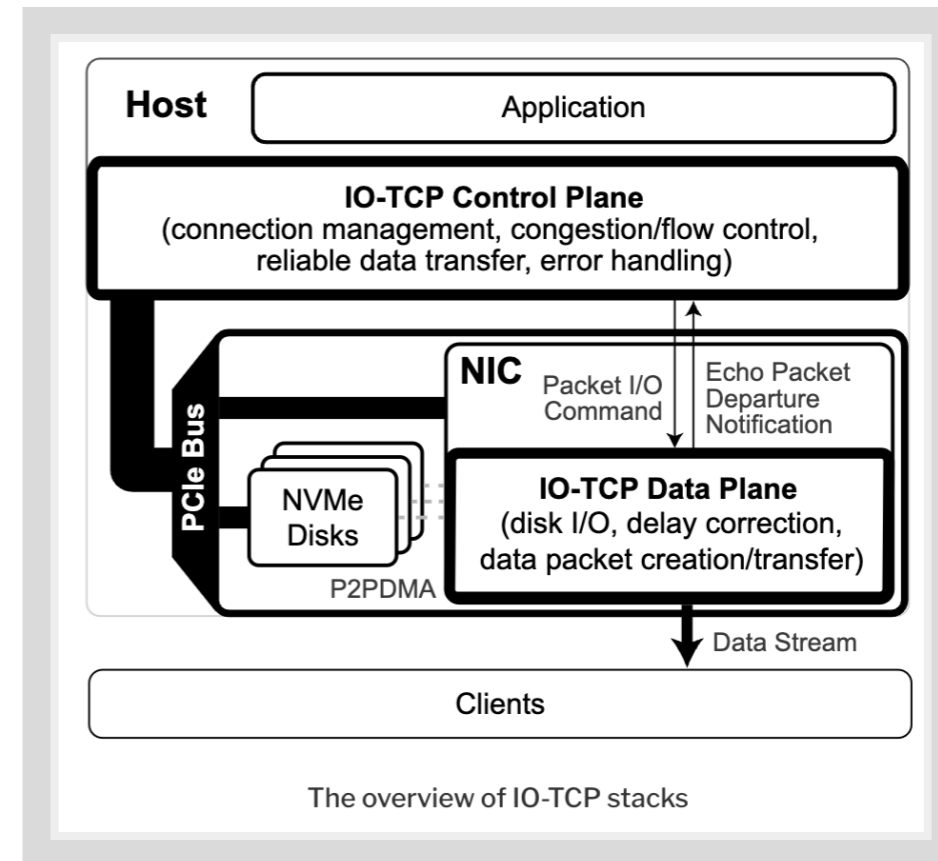 Host
Application
IO-TCP Control Plane
(connection management, congestion/flow control,
reliable data transfer, error handling)
PCIe Bus
NIC
Packet I/O
Command
Echo Packet
Departure
Notification
NVMe
Disks
P2PDMA
IO-TCP Data Plane
(disk I/O, delay correction,
data packet creation/transfer)
Data Stream
Clients
The overview of IO-TCP stacks